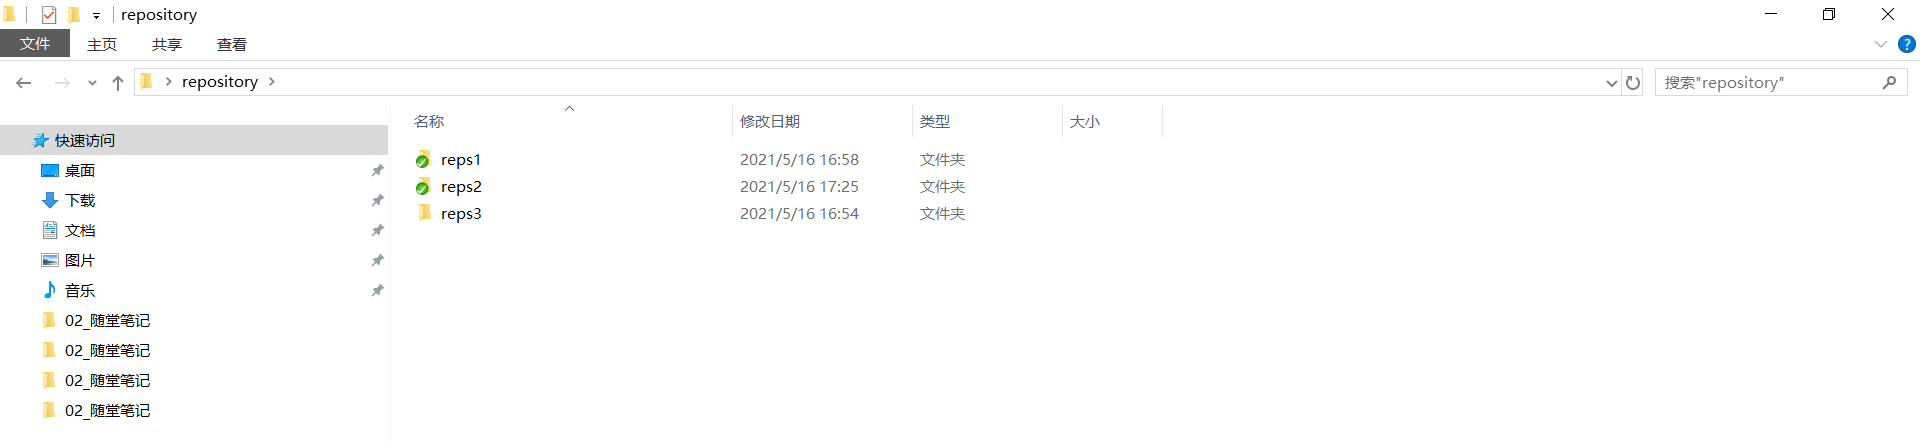 repository
文件 主页 共享 查看
repository 搜索"repository"
名称 修改日期 类型 大小
快速访问
桌面
下载
文档
图片
音乐
02_随堂笔记
02_随堂笔记
02_随堂笔记
02_随堂笔记
reps1 2021/5/16 16:58 文件夹
reps2 2021/5/16 17:25 文件夹
reps3 2021/5/16 16:54 文件夹